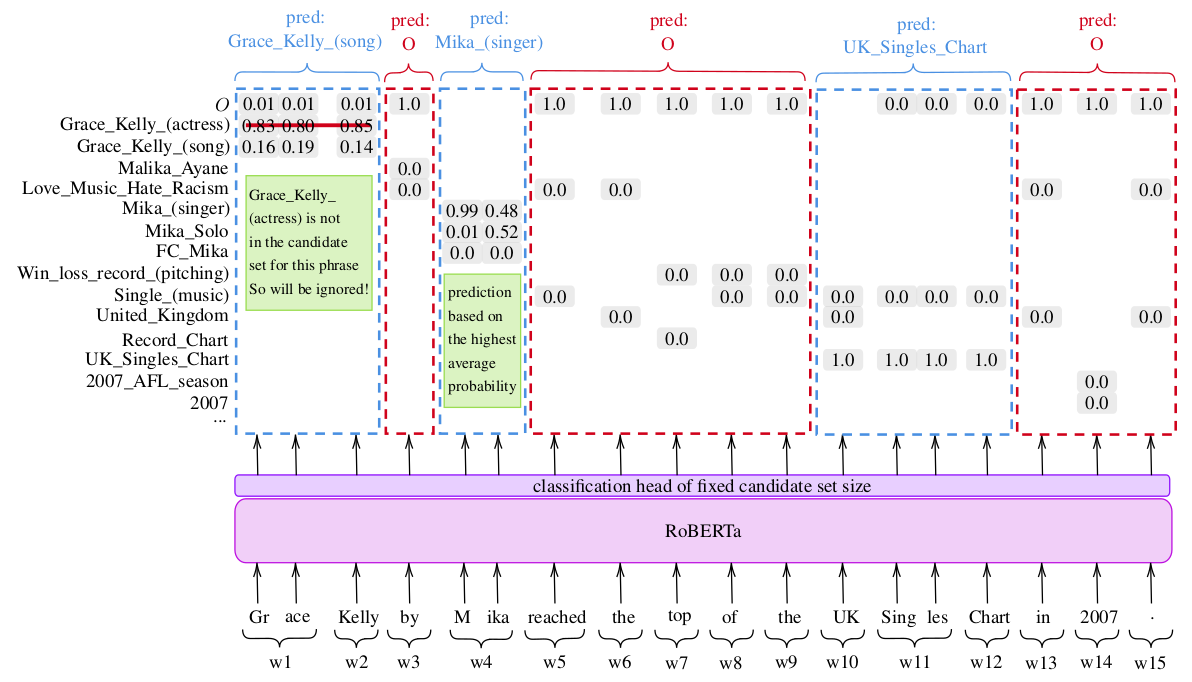 pred: pred: pred: pred: pred: pred:
Grace_Kelly_(song) O Mika_(singer) O UK_Singles_Chart O
O 0.01 0.01 0.01 1.0 1.0 1.0 1.0 1.0 1.0 0.0 0.0 0.0 1.0 1.0 1.0
Grace_Kelly_(actress) 0.83 0.80 0.85
Grace_Kelly_(song) 0.16 0.19 0.14
Malika_Ayane 0.0
Love_Music_Hate_Racism 0.0 0.0 0.0 0.0 0.0
Mika_(singer) 0.99 0.48
Mika_Solo 0.01 0.52
FC_Mika 0.0 0.0
Win_loss_record_(pitching) 0.0 0.0 0.0
Single_(music) 0.0 0.0 0.0 0.0 0.0 0.0 0.0
United_Kingdom 0.0 0.0 0.0 0.0
Record_Chart 0.0
UK_Singles_Chart 1.0 1.0 1.0 1.0
2007_AFL_season 0.0
2007 0.0
...
Grace_Kelly_
(actress) is not
in the candidate
set for this phrase
So will be ignored!
prediction
based on
the highest
average
probability
classification head of fixed candidate set size
RoBERTa
Gr ace Kelly by M ika reached the top of the UK Sing les Chart in 2007 .
w1 w2 w3 w4 w5 w6 w7 w8 w9 w10 w11 w12 w13 w14 w15